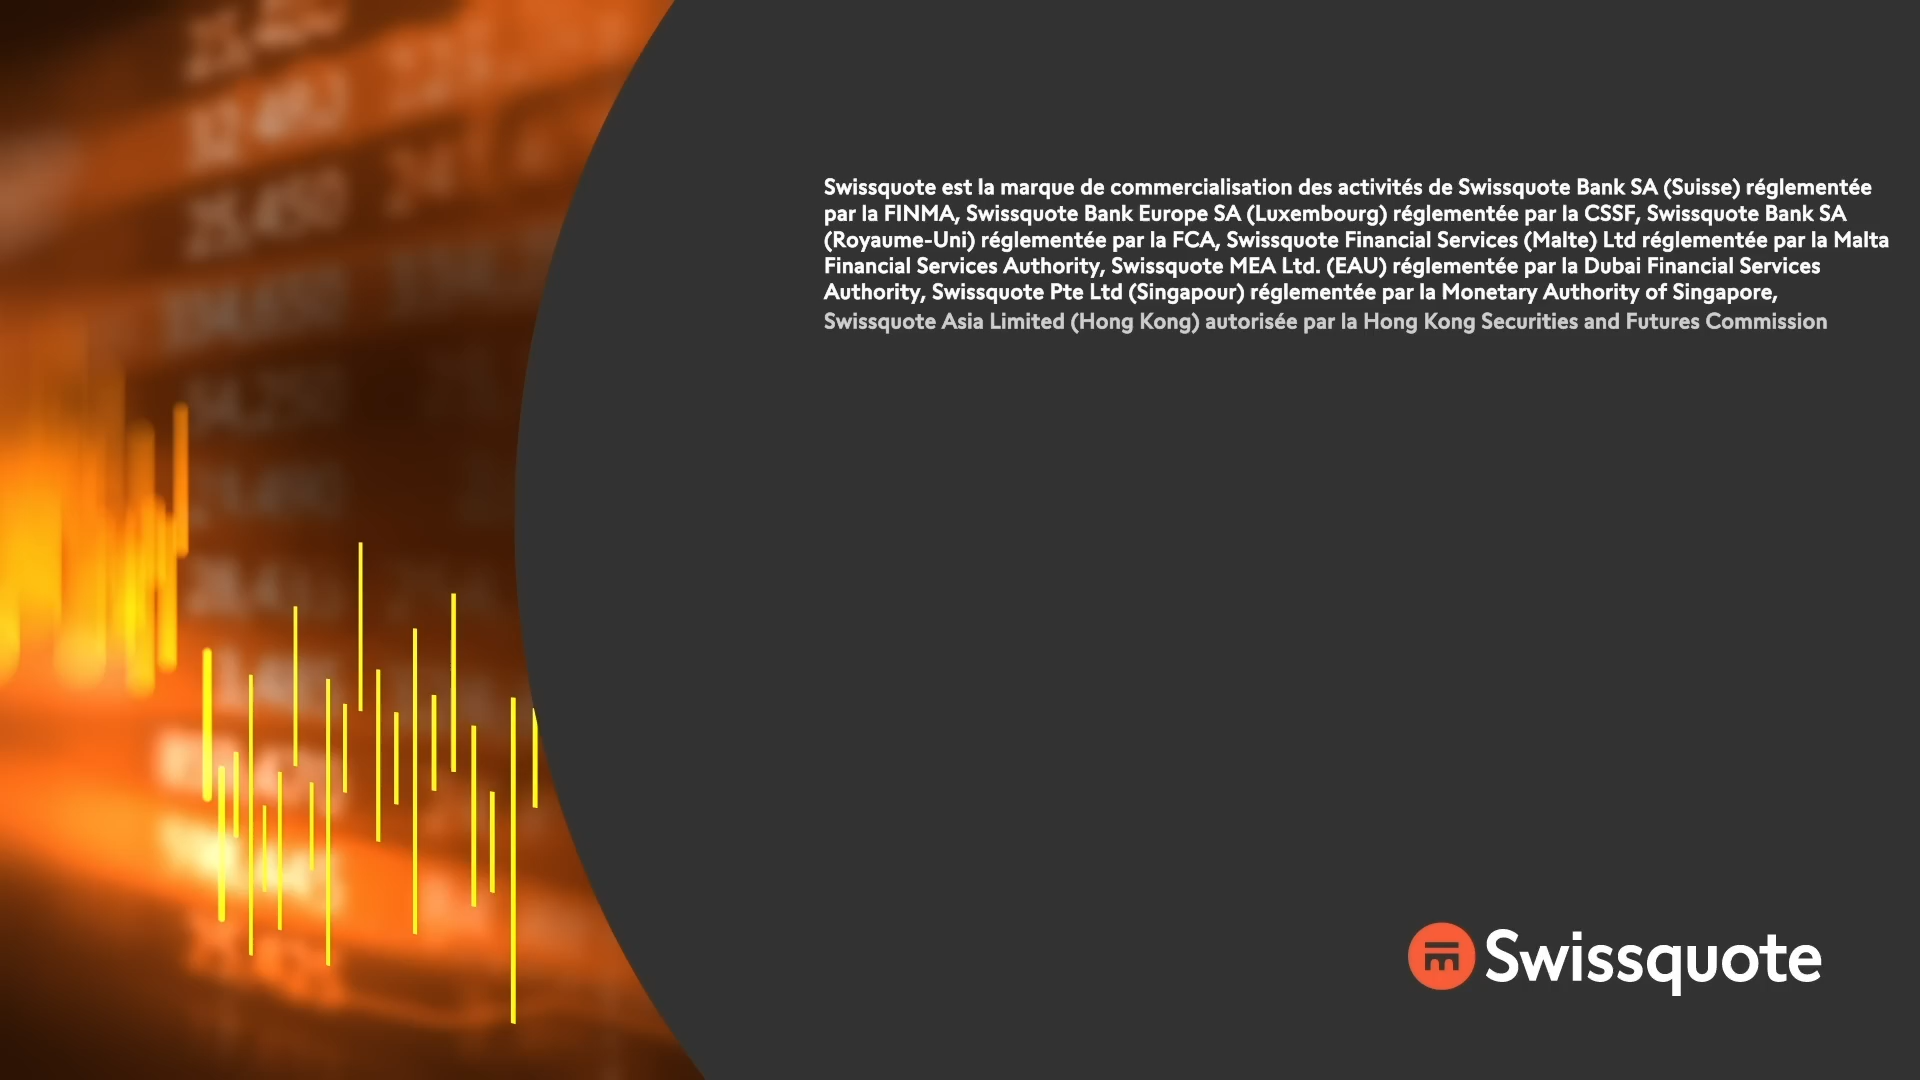 Swissquote est la marque de commercialisation des activités de Swissquote Bank SA (Suisse) réglementée
par la FINMA, Swissquote Bank Europe SA (Luxembourg) réglementée par la CSSF, Swissquote Bank SA
(Royaume-Uni) réglementée par la FCA, Swissquote Financial Services (Malte) Ltd réglementée par la Malta
Financial Services Authority, Swissquote MEA Ltd. (EAU) réglementée par la Dubai Financial Services
Authority, Swissquote Pte Ltd (Singapour) réglementée par la Monetary Authority of Singapore,
Swissquote Asia Limited (Hong Kong) autorisée par la Hong Kong Securities and Futures Commission
Swissquote